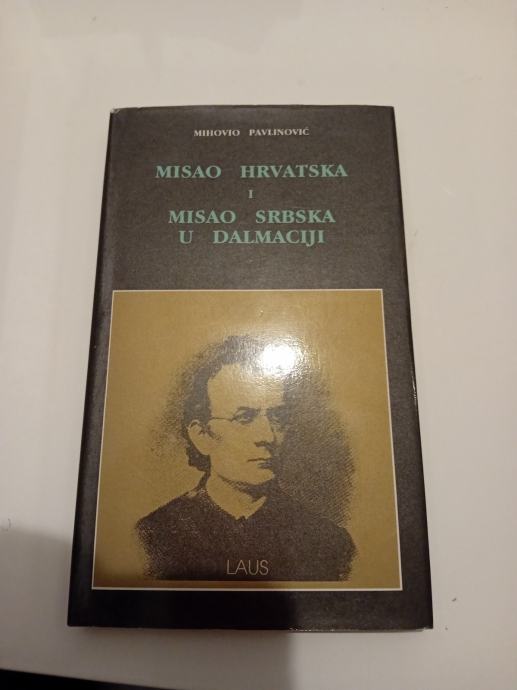 MIHOVIO PAVLINOVIĆ
MISAO HRVATSKA
I
MISAO SRBSKA
U DALMACIJI
LAUS